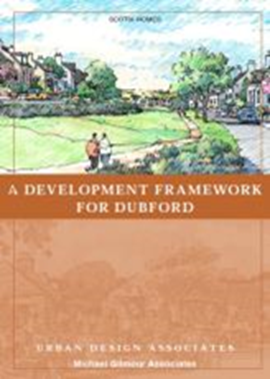 SCOTIA HOMES
A DEVELOPMENT FRAMEWORK
FOR DUBFORD
URBAN DESIGN ASSOCIATES
Michael Gilmour Associates